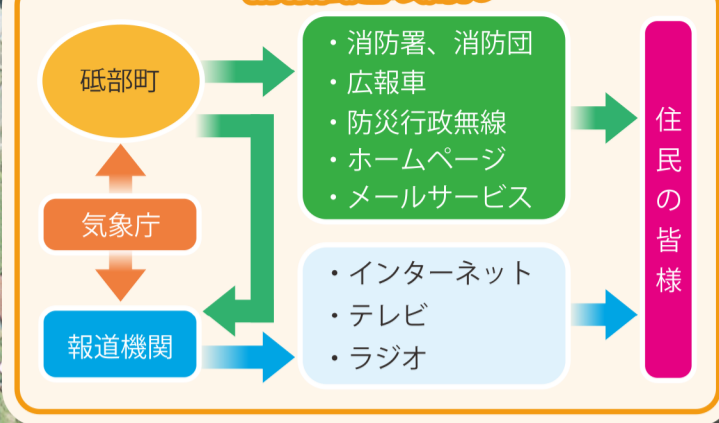 砥部町
・消防署、消防団
・広報車
・防災行政無線
・ホームページ
・メールサービス
気象庁
報道機関
・インターネット
・テレビ
・ラジオ
住民の皆様